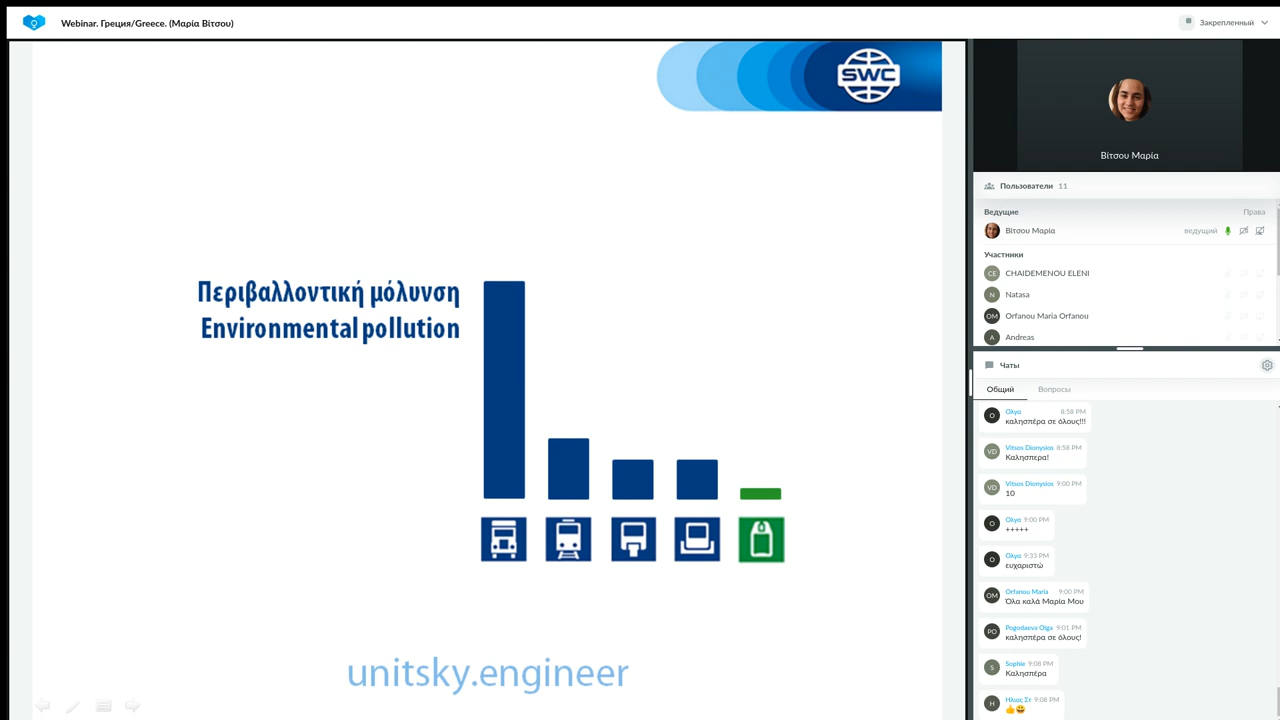 Webinar. Греция/Greece. (Μαρία Βίτσου)
Закрепленный
SWC
Περιβαλλοντική μόλυνση
Environmental pollution
unitsky.engineer
Βίτσου Μαρία
Пользователи 11
Ведущие Права
Βίτσου Μαρία ведущий
Участники
CE CHAIDEMENOU ELENI
N Natasa
OM Orfanou Maria Orfanou
A Andreas
Чаты
Общий Вопросы
O Olya 8:58 PM
καλησπέρα σε όλους!!!
VD Vitsos Dionysios 8:58 PM
Καλησπερα!
VD Vitsos Dionysios 9:00 PM
10
O Olya 9:00 PM
+++++
O Olya 9:33 PM
ευχαριστώ
OM Orfanou Maria 9:00 PM
Όλα καλά Μαρία Μου
PO Pogodaeva Olga 9:01 PM
καλησπέρα σε όλους!
S Sophie 9:08 PM
Καλησπέρα
Η Ηλιας Στ 9:08 PM
👍😃